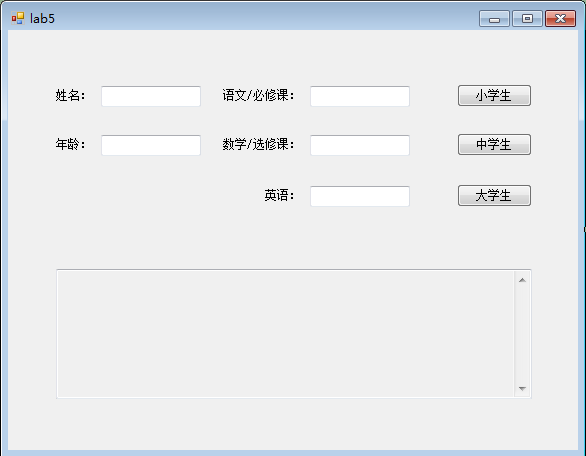 lab5
姓名： 语文/必修课： 小学生
年龄： 数学/选修课： 中学生
英语： 大学生